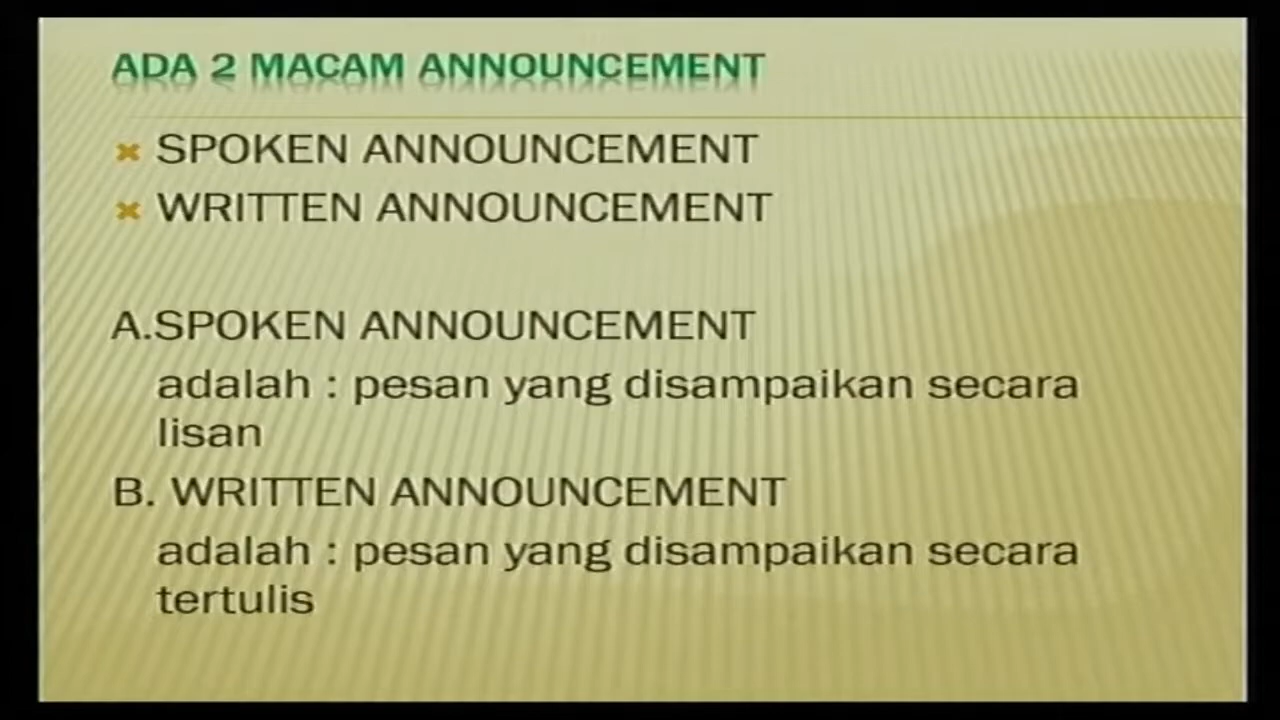 ADA 2 MACAM ANNOUNCEMENT
SPOKEN ANNOUNCEMENT
WRITTEN ANNOUNCEMENT
A.SPOKEN ANNOUNCEMENT
adalah : pesan yang disampaikan secara
lisan
B. WRITTEN ANNOUNCEMENT
adalah : pesan yang disampaikan secara
tertulis